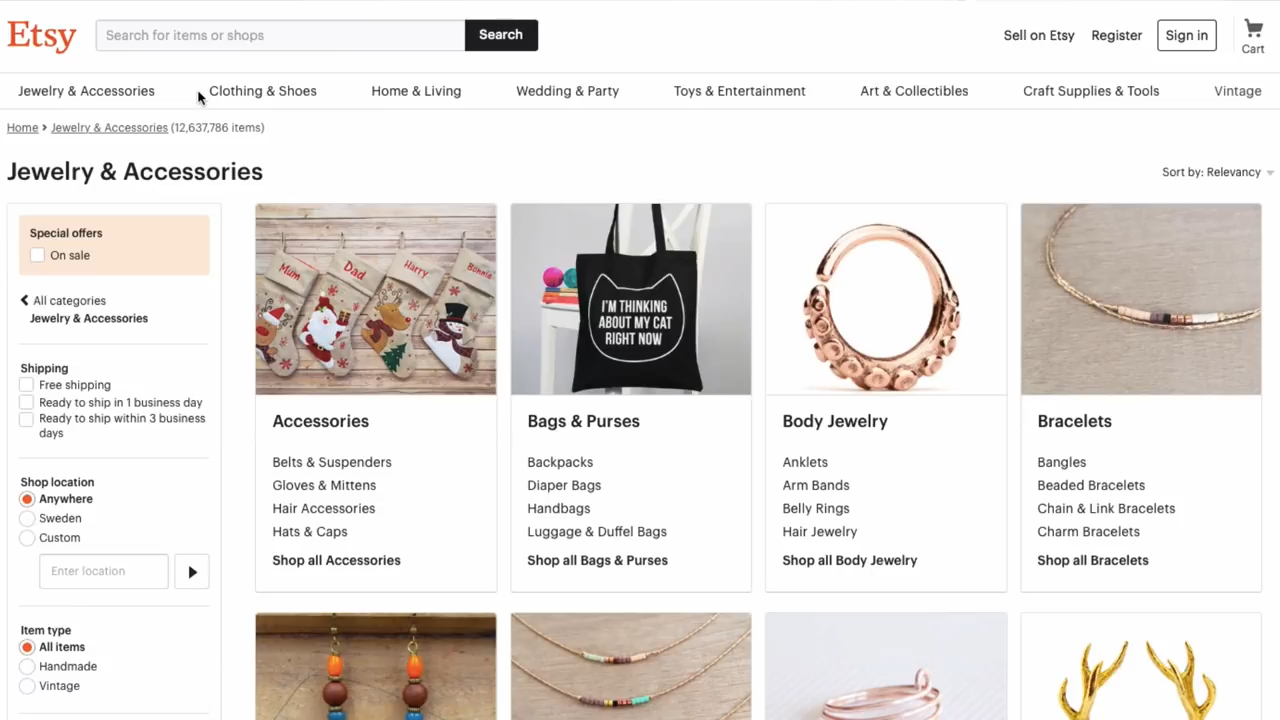 Etsy
Search for items or shops
Search
Sell on Etsy
Register
Sign in
Cart
Jewelry & Accessories
Clothing & Shoes
Home & Living
Wedding & Party
Toys & Entertainment
Art & Collectibles
Craft Supplies & Tools
Vintage
Home > Jewelry & Accessories (12,637,786 items)
Jewelry & Accessories
Sort by: Relevancy
Special offers
On sale
All categories
Jewelry & Accessories
Shipping
Free shipping
Ready to ship in 1 business day
Ready to ship within 3 business
days
Shop location
Anywhere
Sweden
Custom
Enter location
Item type
All items
Handmade
Vintage
Mum
Dad
Harry
Bonnie
Accessories
Belts & Suspenders
Gloves & Mittens
Hair Accessories
Hats & Caps
Shop all Accessories
I'M THINKING
ABOUT MY CAT
RIGHT NOW
Bags & Purses
Backpacks
Diaper Bags
Handbags
Luggage & Duffel Bags
Shop all Bags & Purses
Body Jewelry
Anklets
Arm Bands
Belly Rings
Hair Jewelry
Shop all Body Jewelry
Bracelets
Bangles
Beaded Bracelets
Chain & Link Bracelets
Charm Bracelets
Shop all Bracelets